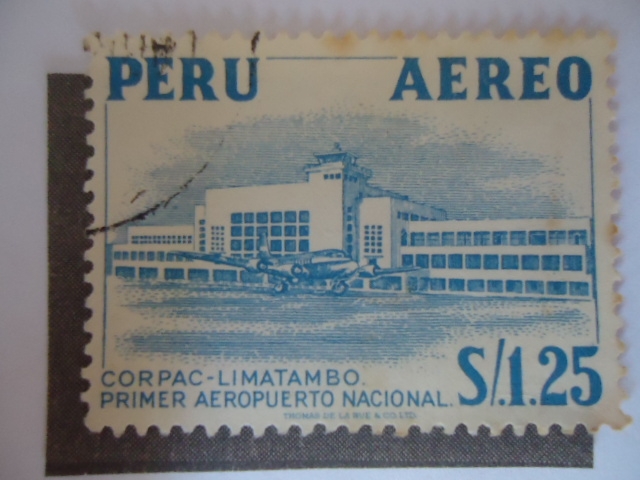 PERU AEREO
CORPAC-LIMATAMBO.
PRIMER AEROPUERTO NACIONAL. S/.1.25
THOMAS DE LA RUE & CO. LTD.